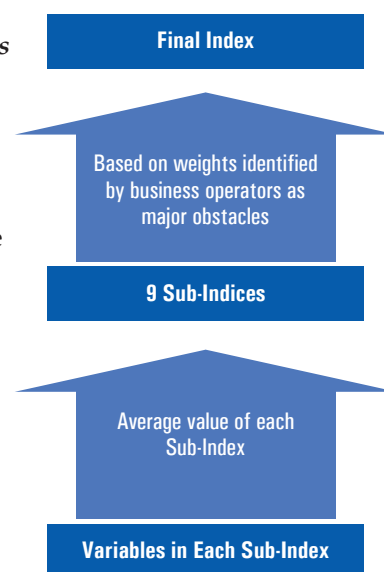 s
Final Index
Based on weights identified
by business operators as
major obstacles
e
9 Sub-Indices
Average value of each
Sub-Index
Variables in Each Sub-Index